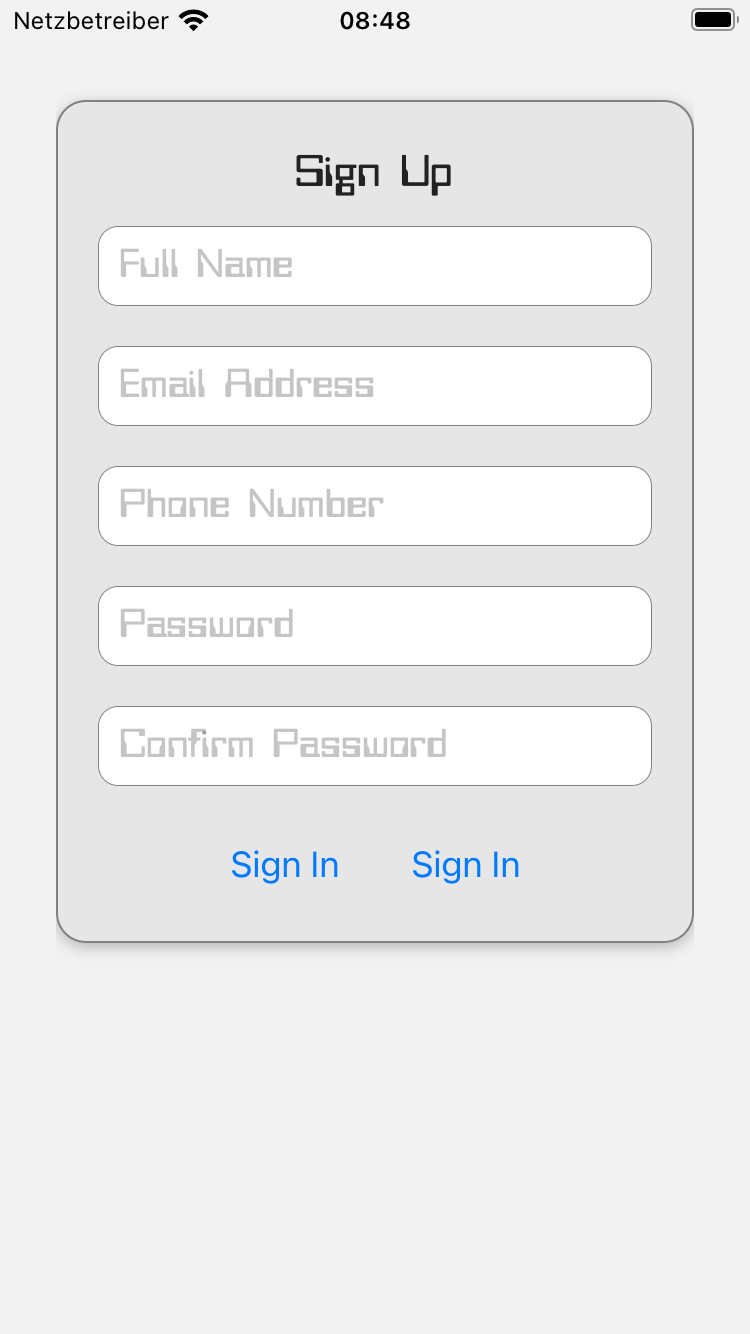 Netzbetreiber 08:48
Sign Up
Full Name
Email Address
Phone Number
Password
Confirm Password
Sign In Sign In